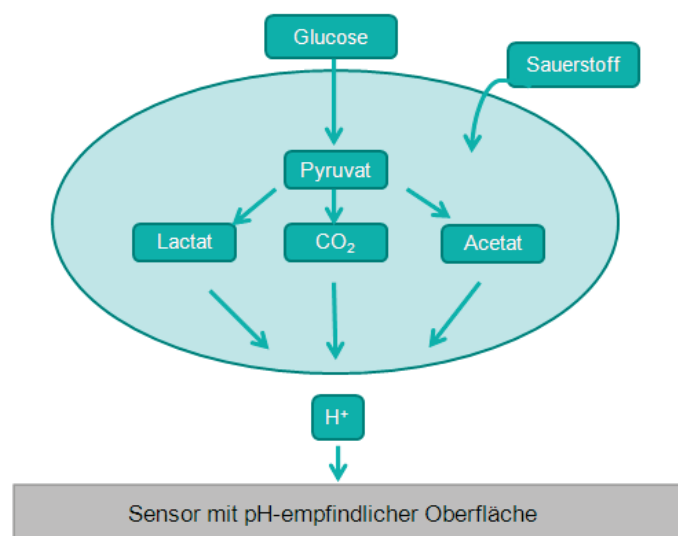 Glucose
Sauerstoff
Pyruvat
Lactat
CO₂
Acetat
H⁺
Sensor mit pH-empfindlicher Oberfläche